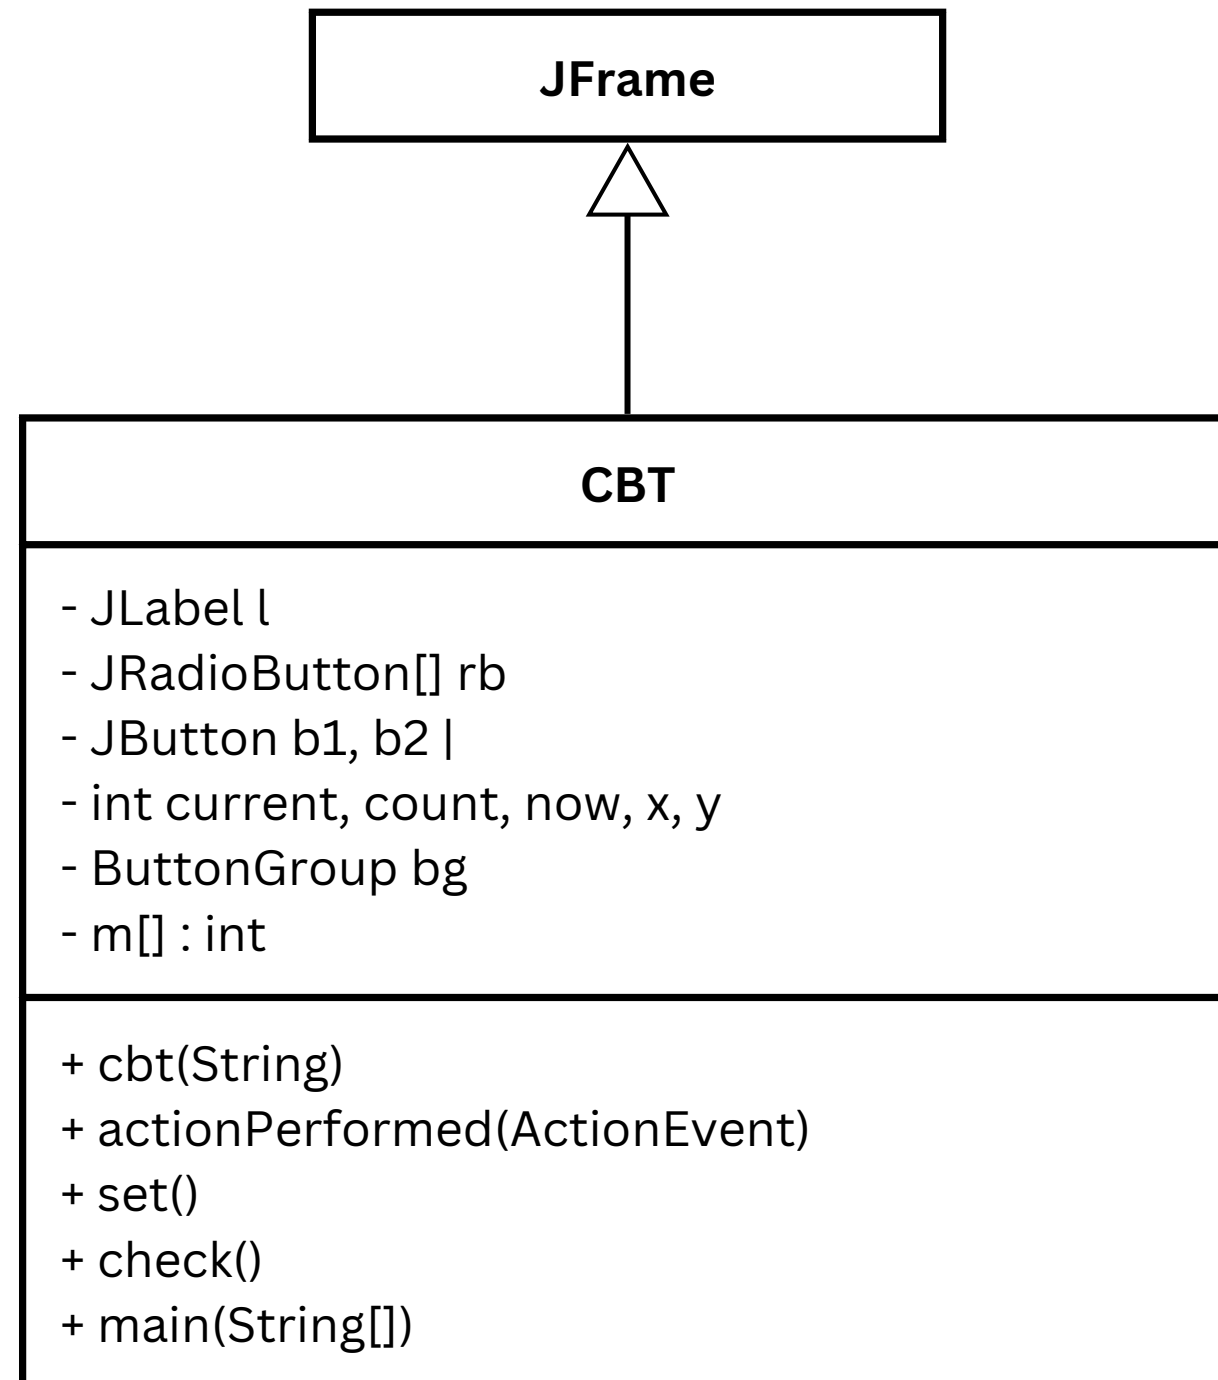 JFrame
CBT
- JLabel l
- JRadioButton[] rb
- JButton b1, b2 |
- int current, count, now, x, y
- ButtonGroup bg
- m[] : int
+ cbt(String)
+ actionPerformed(ActionEvent)
+ set()
+ check()
+ main(String[])